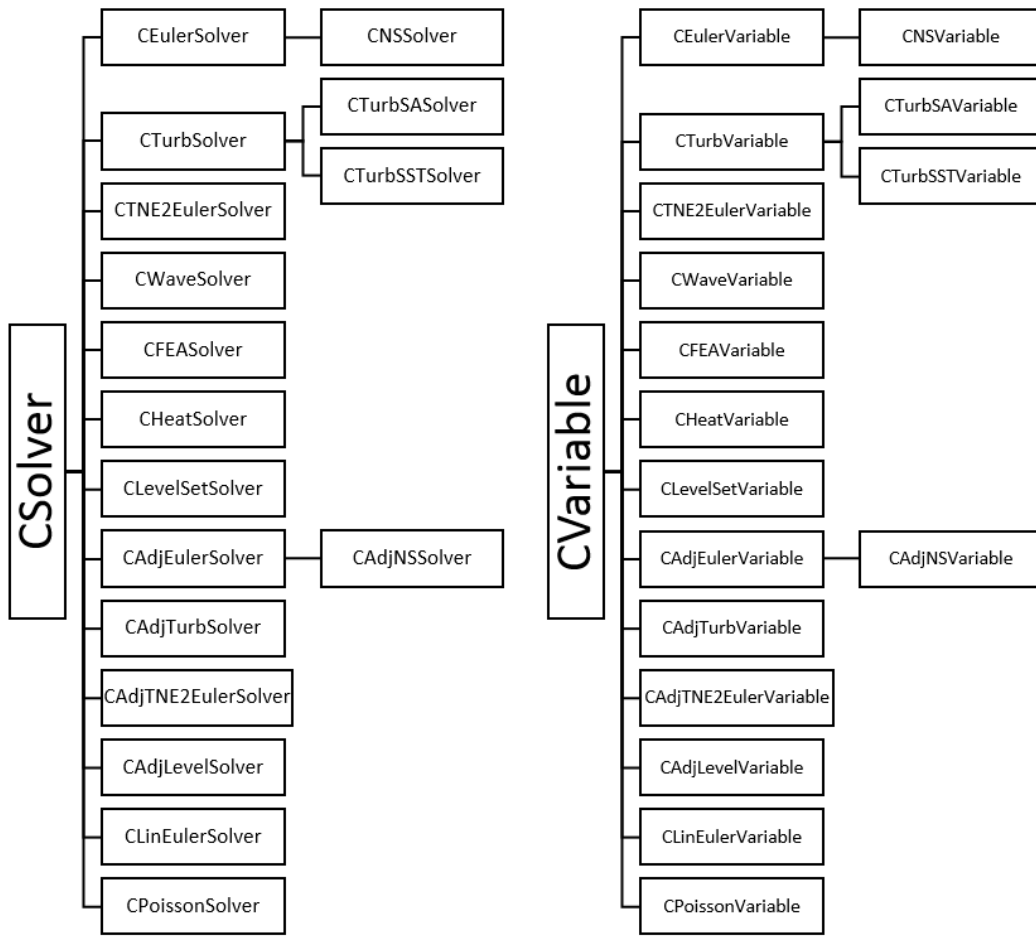 CSolver
CEulerSolver
CNSSolver
CTurbSolver
CTurbSASolver
CTurbSSTSolver
CTNE2EulerSolver
CWaveSolver
CFEASolver
CHeatSolver
CLevelSetSolver
CAdjEulerSolver
CAdjNSSolver
CAdjTurbSolver
CAdjTNE2EulerSolver
CAdjLevelSolver
CLinEulerSolver
CPoissonSolver
CVariable
CEulerVariable
CNSVariable
CTurbVariable
CTurbSAVariable
CTurbSSTVariable
CTNE2EulerVariable
CWaveVariable
CFEAVariable
CHeatVariable
CLevelSetVariable
CAdjEulerVariable
CAdjNSVariable
CAdjTurbVariable
CAdjTNE2EulerVariable
CAdjLevelVariable
CLinEulerVariable
CPoissonVariable